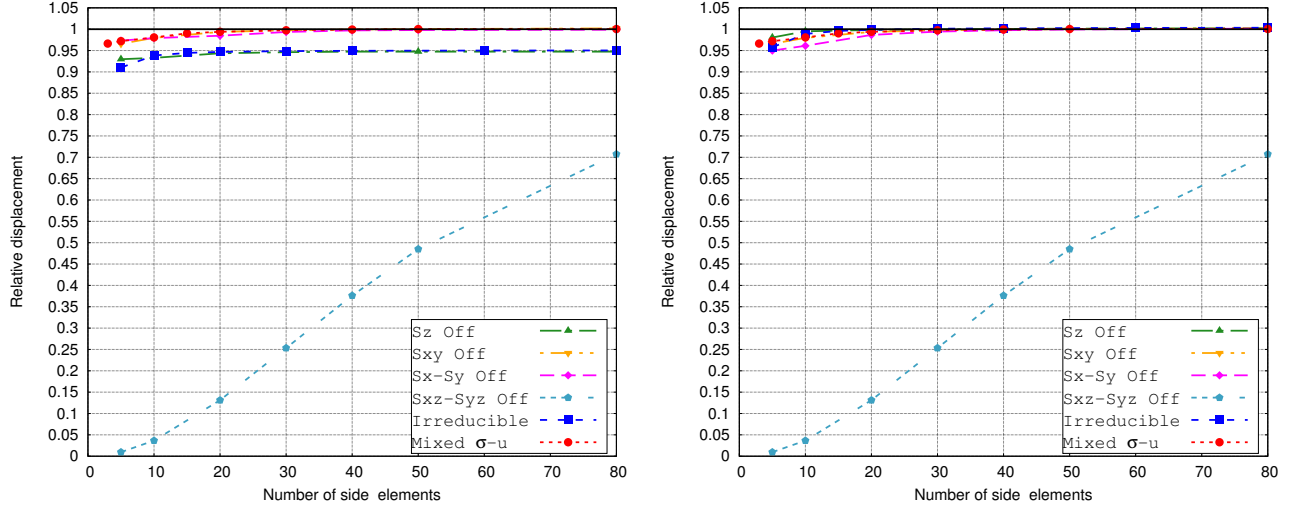 1.05
1
0.95
0.9
0.85
0.8
0.75
0.7
0.65
0.6
0.55
0.5
0.45
0.4
0.35
0.3
0.25
0.2
0.15
0.1
0.05
0
Relative displacement
0 10 20 30 40 50 60 70 80
Number of side elements
Sz Off
Sxy Off
Sx-Sy Off
Sxz-Syz Off
Irreducible
Mixed σ-u
1.05
1
0.95
0.9
0.85
0.8
0.75
0.7
0.65
0.6
0.55
0.5
0.45
0.4
0.35
0.3
0.25
0.2
0.15
0.1
0.05
0
Relative displacement
0 10 20 30 40 50 60 70 80
Number of side elements
Sz Off
Sxy Off
Sx-Sy Off
Sxz-Syz Off
Irreducible
Mixed σ-u